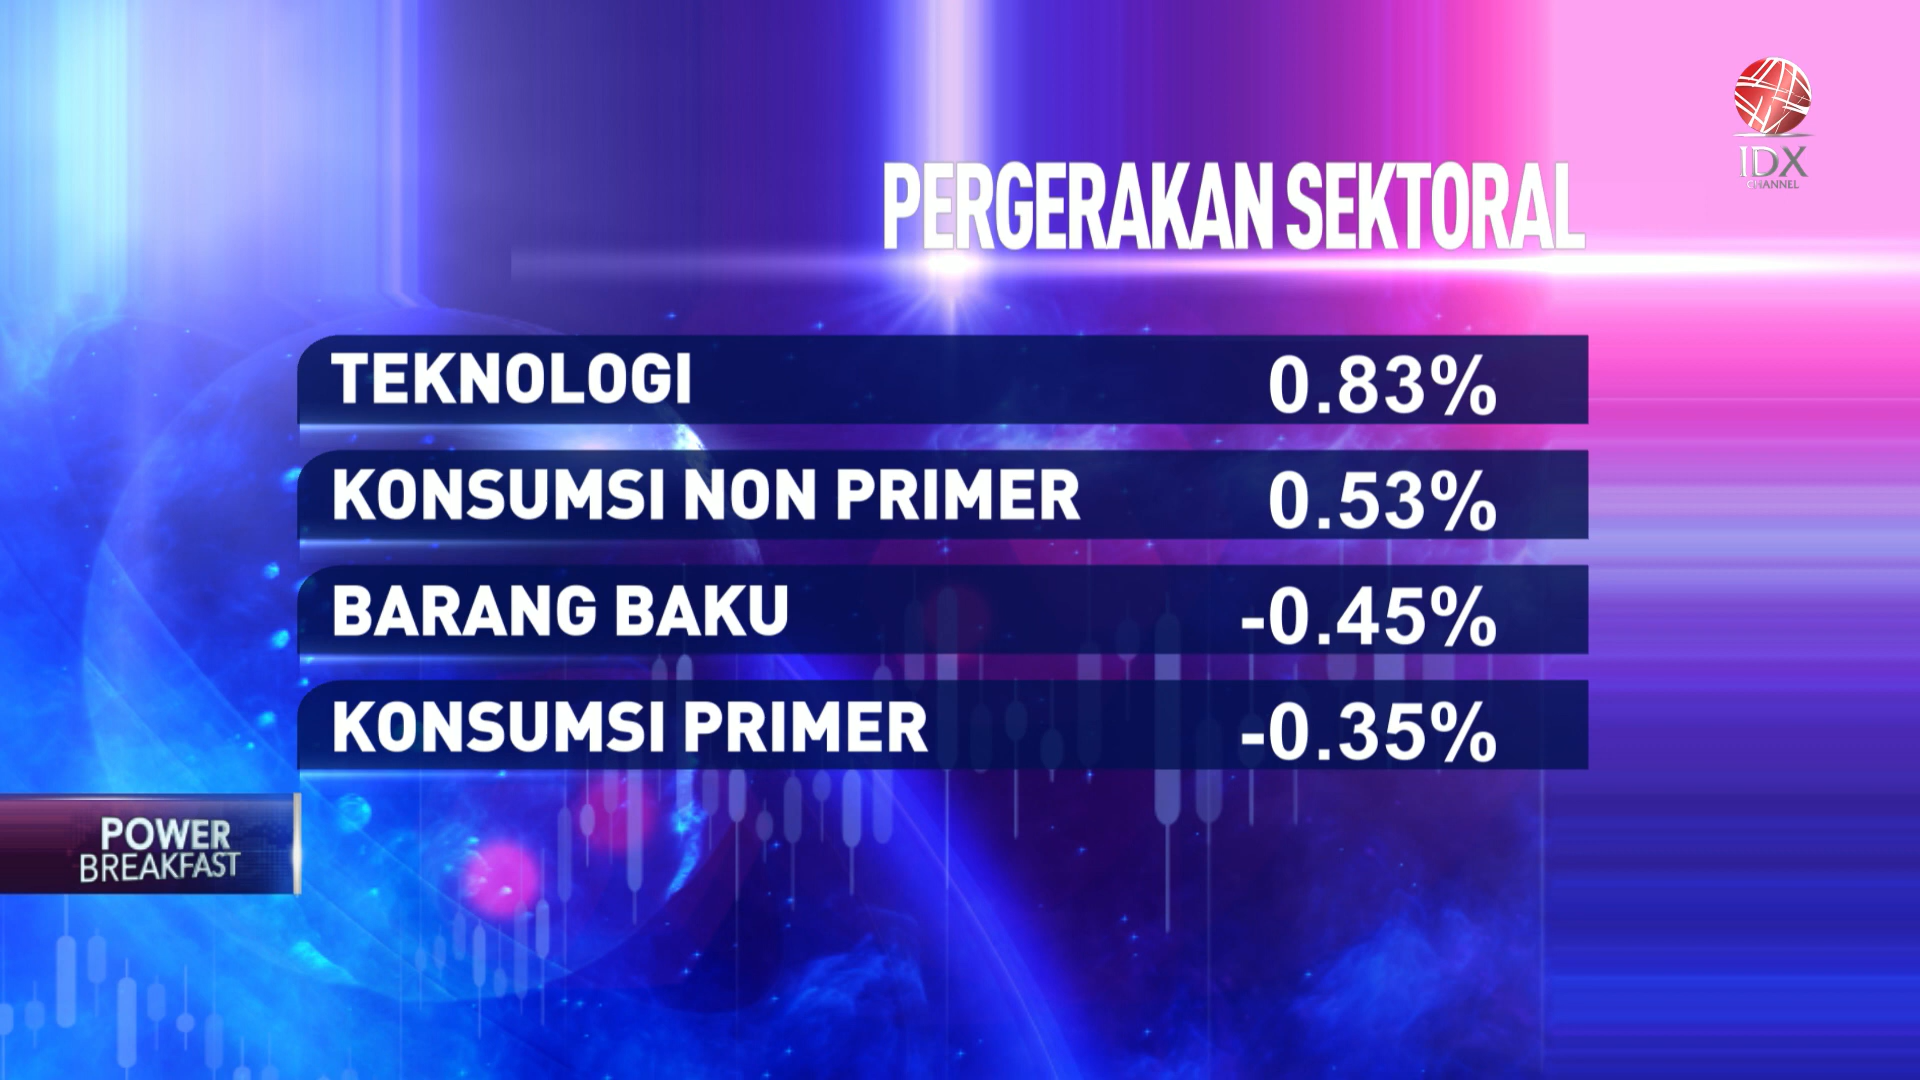 IDX
CHANNEL
PERGERAKAN SEKTORAL
TEKNOLOGI 0.83%
KONSUMSI NON PRIMER 0.53%
BARANG BAKU -0.45%
KONSUMSI PRIMER -0.35%
POWER
BREAKFAST